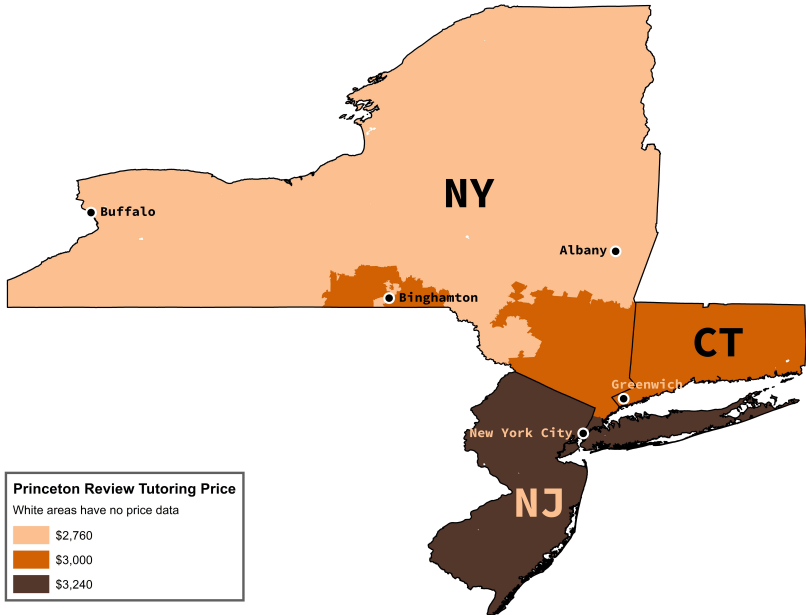 NY
Buffalo
Albany
Binghamton
CT
Greenwich
New York City
NJ
Princeton Review Tutoring Price
White areas have no price data
$2,760
$3,000
$3,240